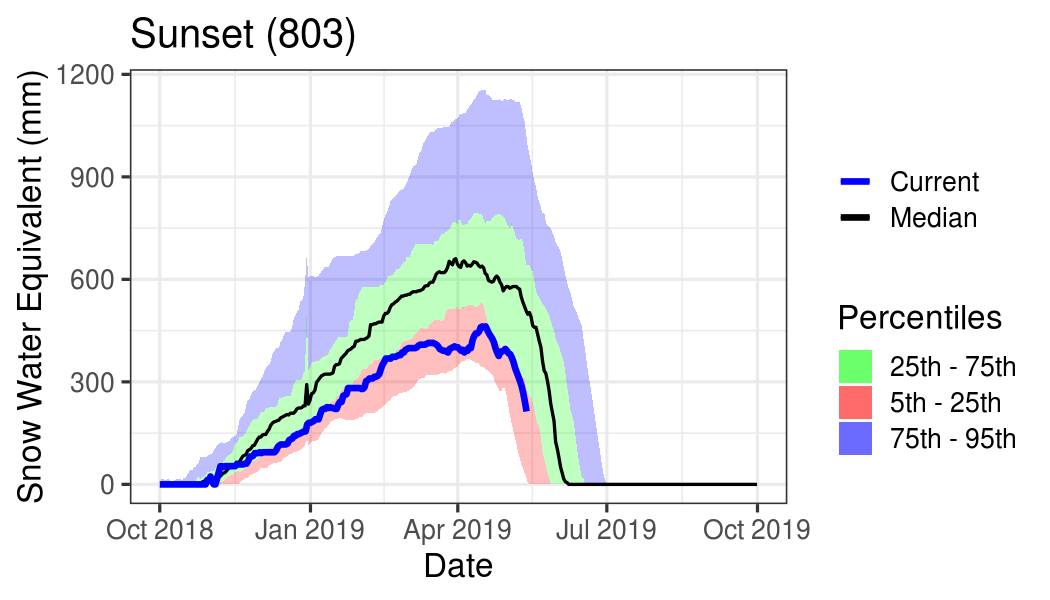 Sunset (803)
Snow Water Equivalent (mm)
1200
900
600
300
0
Oct 2018
Jan 2019
Apr 2019
Jul 2019
Oct 2019
Date
Current
Median
Percentiles
25th - 75th
5th - 25th
75th - 95th